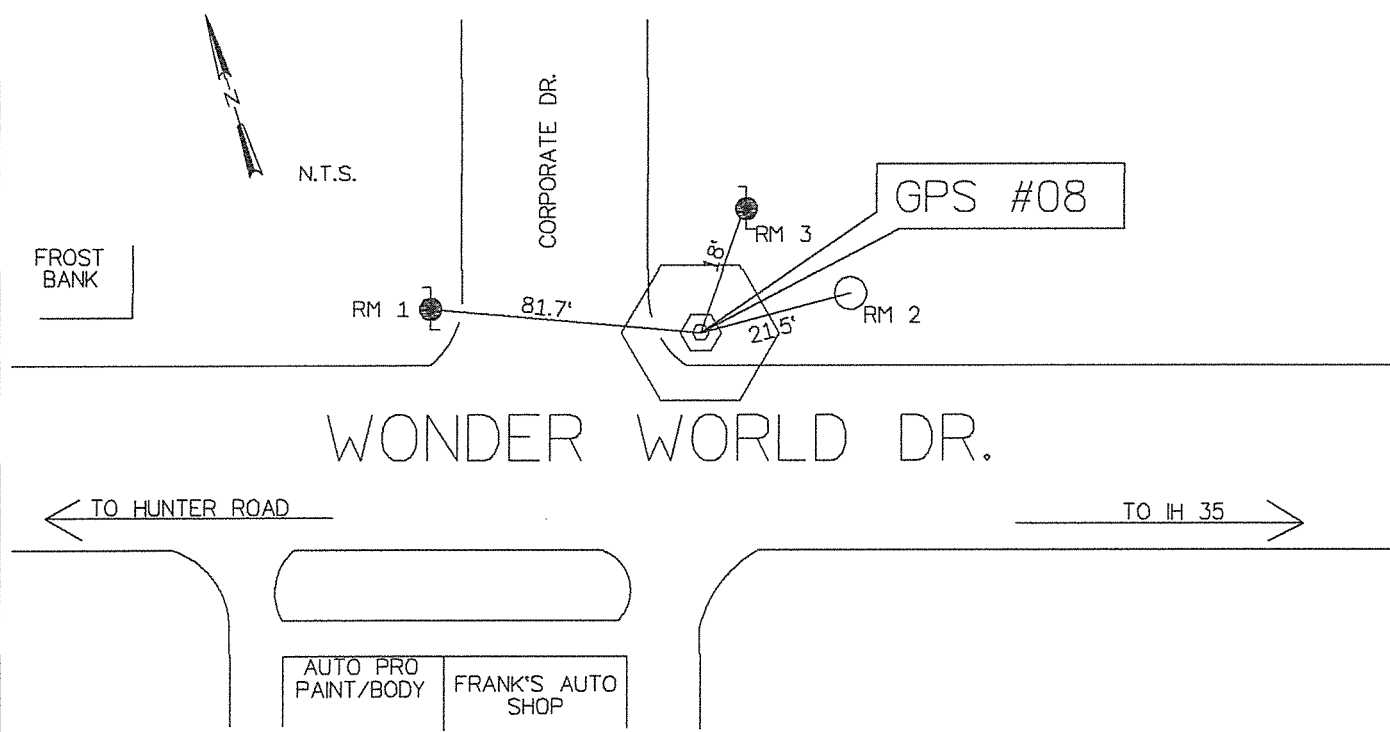 N
N.T.S.
CORPORATE DR.
GPS #08
RM 3
18'
FROST
BANK
RM 1
81.7'
RM 2
21.5'
WONDER WORLD DR.
TO HUNTER ROAD
TO IH 35
AUTO PRO
PAINT/BODY
FRANK'S AUTO
SHOP